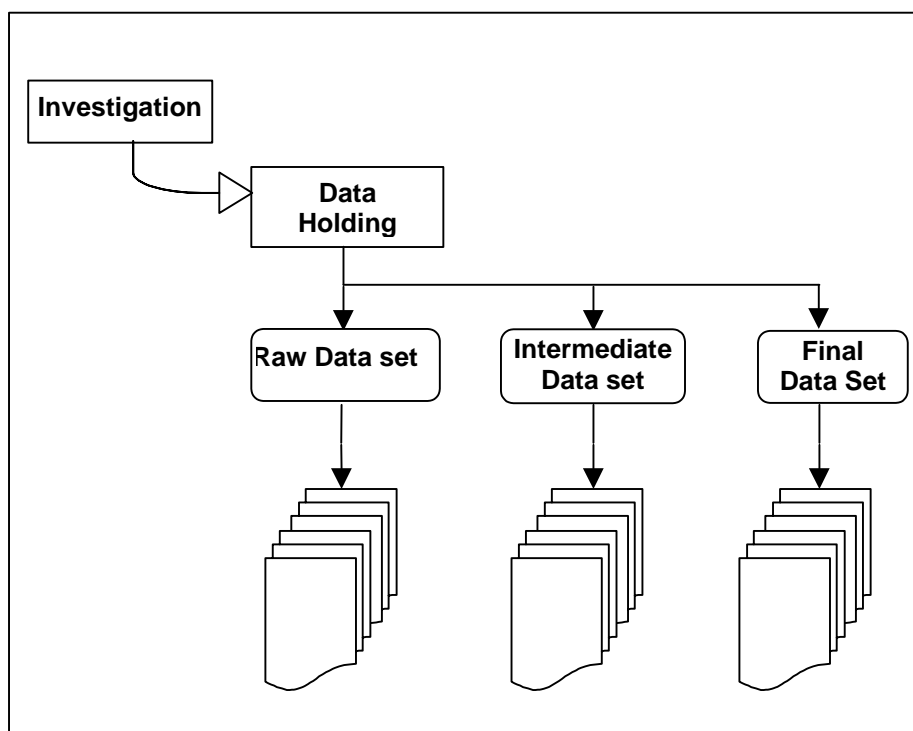 Investigation
Data
Holding
Raw Data set
Intermediate
Data set
Final
Data Set